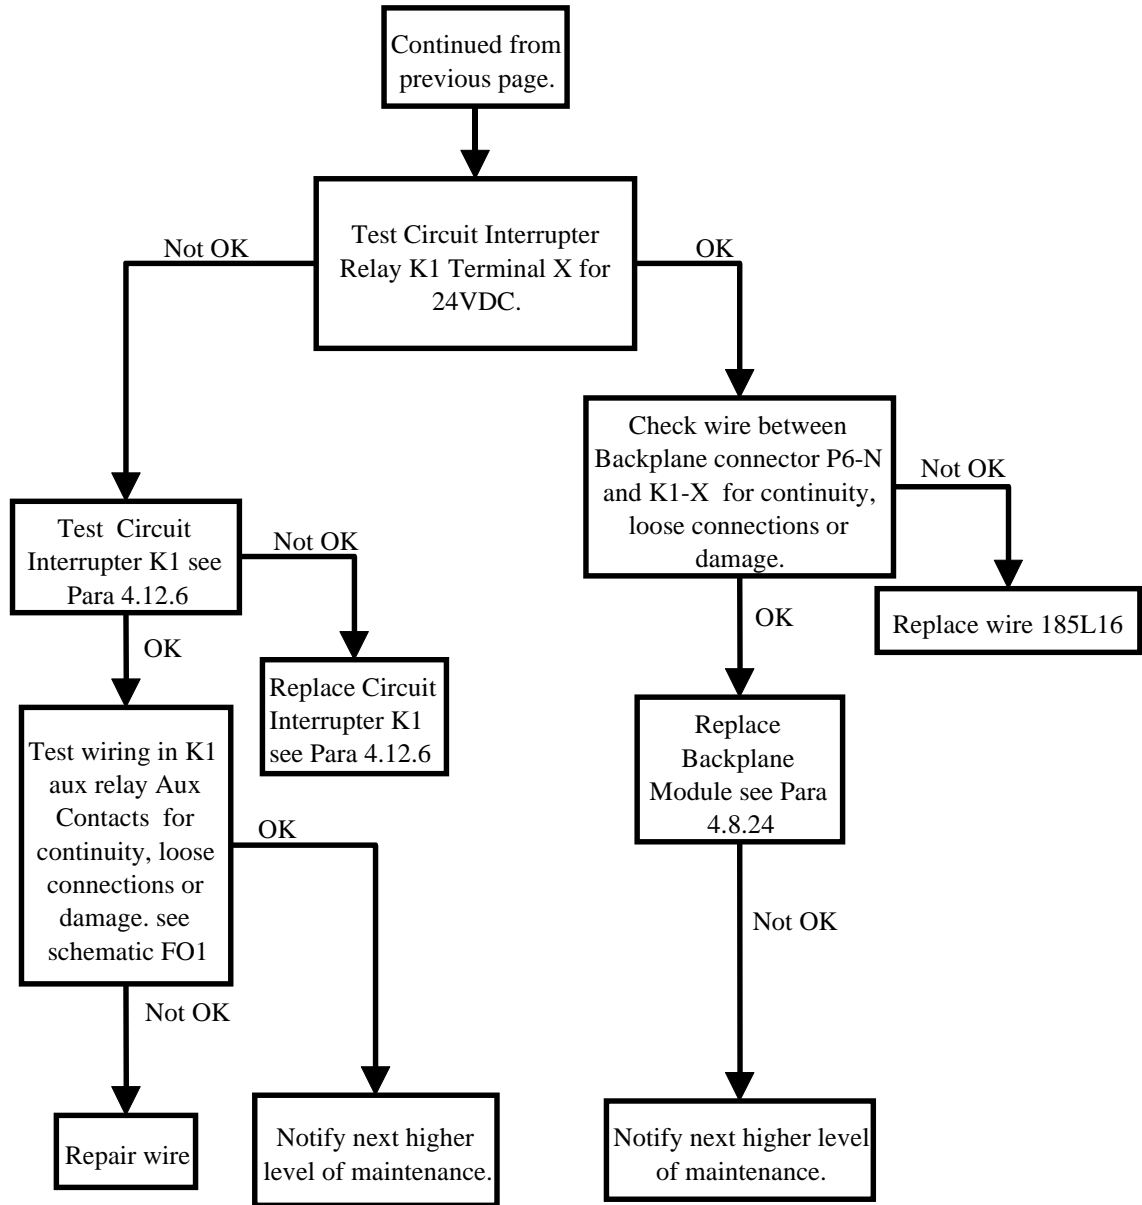 Continued from
previous page.
Test Circuit Interrupter
Relay K1 Terminal X for
24VDC.
Not OK
OK
Check wire between
Backplane connector P6-N
and K1-X for continuity,
loose connections or
damage.
Not OK
Replace wire 185L16
OK
Replace
Backplane
Module see Para
4.8.24
Not OK
Notify next higher level
of maintenance.
Test Circuit
Interrupter K1 see
Para 4.12.6
Not OK
Replace Circuit
Interrupter K1
see Para 4.12.6
OK
Test wiring in K1
aux relay Aux
Contacts for
continuity, loose
connections or
damage. see
schematic FO1
OK
Notify next higher
level of maintenance.
Not OK
Repair wire